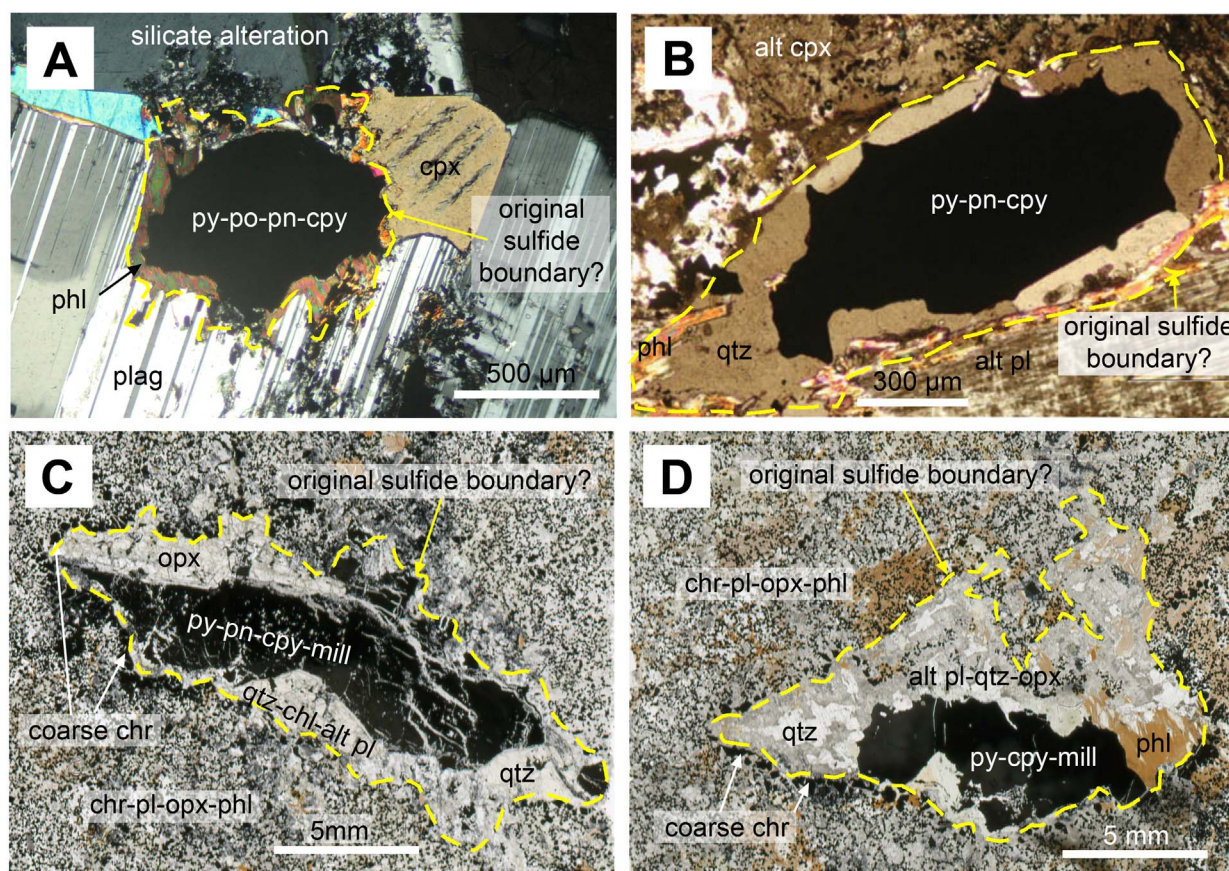 A
silicate alteration
cpx
py-po-pn-cpy
original
sulfide
boundary?
phl
plag
500 µm
B
alt cpx
py-pn-cpy
phl
qtz
alt pl
original sulfide
boundary?
300 µm
C
original sulfide boundary?
opx
py-pn-cpy-mill
coarse chr
qtz-chl-alt pl
qtz
chr-pl-opx-phl
5mm
D
original sulfide boundary?
chr-pl-opx-phl
alt pl-qtz-opx
qtz
phl
py-cpy-mill
coarse chr
5 mm